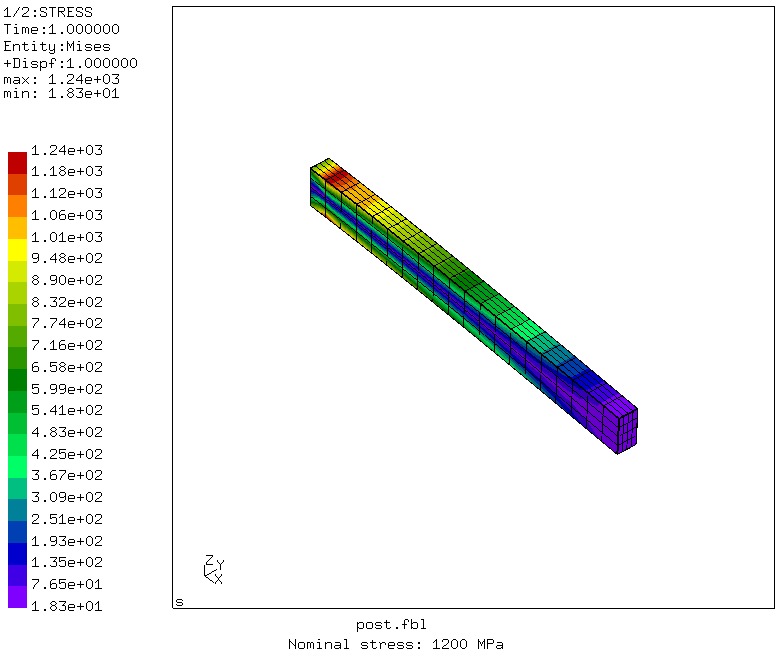 1/2:STRESS
Time:1.000000
Entity:Mises
+Dispf:1.000000
max: 1.24e+03
min: 1.83e+01
1.24e+03
1.18e+03
1.12e+03
1.06e+03
1.01e+03
9.48e+02
8.90e+02
8.32e+02
7.74e+02
7.16e+02
6.58e+02
5.99e+02
5.41e+02
4.83e+02
4.25e+02
3.67e+02
3.09e+02
2.51e+02
1.93e+02
1.35e+02
7.65e+01
1.83e+01
Z
Y
X
s
post.fbl
Nominal stress: 1200 MPa